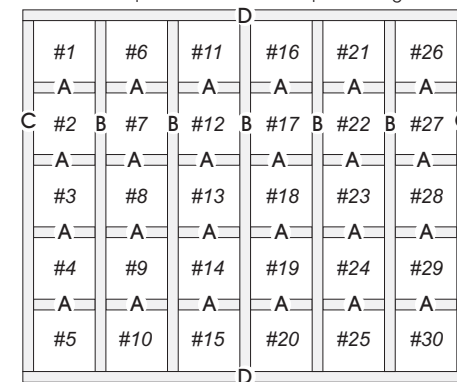 D
#1 #6 #11 #16 #21 #26
A A A A A A
C #2 B #7 B #12 B #17 B #22 B #27
A A A A A A
#3 #8 #13 #18 #23 #28
A A A A A A
#4 #9 #14 #19 #24 #29
A A A A A A
#5 #10 #15 #20 #25 #30
D